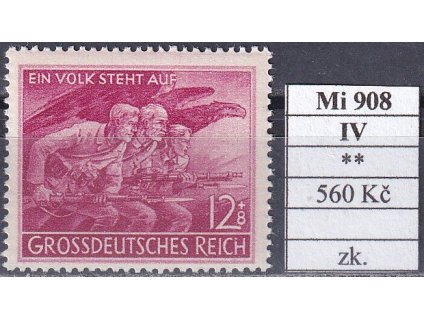 EIN VOLK STEHT AUF
12+8
GROSSDEUTSCHES REICH
Mi 908
IV
**
560 Kč
zk.